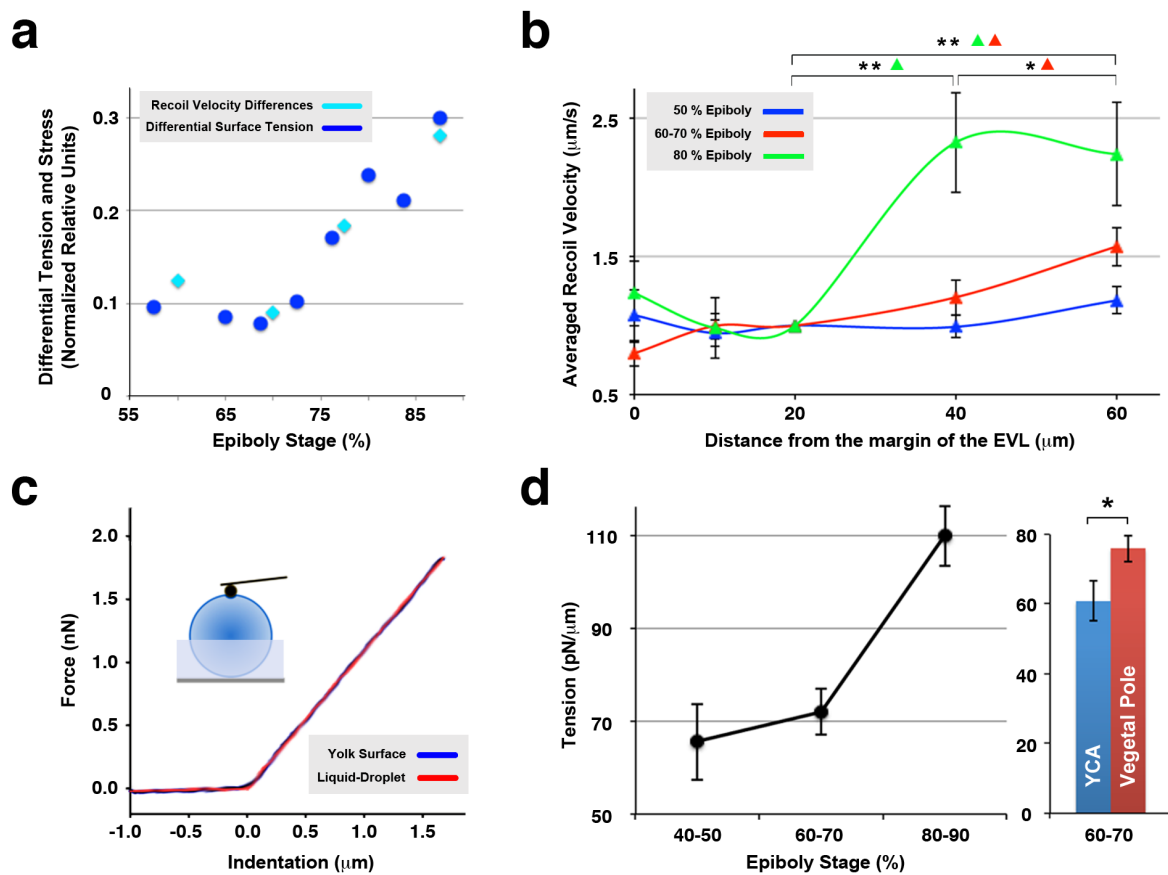 a
Differential Tension and Stress
(Normalized Relative Units)
Recoil Velocity Differences
Differential Surface Tension
0.3
0.2
0.1
0
55
65
75
85
Epiboly Stage (%)
b
** 
** *
Averaged Recoil Velocity (μm/s)
50 % Epiboly
60-70 % Epiboly
80 % Epiboly
2.5
1.5
0.5
0
10
20
40
60
Distance from the margin of the EVL (μm)
c
Force (nN)
2.0
1.5
1.0
0.5
0.0
Yolk Surface
Liquid-Droplet
-1.0
-0.5
0.0
0.5
1.0
1.5
Indentation (μm
d
Tension (pN/μm)
110
90
70
50
40-50
60-70
80-90
Epiboly Stage (%)
*
80
60
40
20
0
YCA
Vegetal Pole
60-70